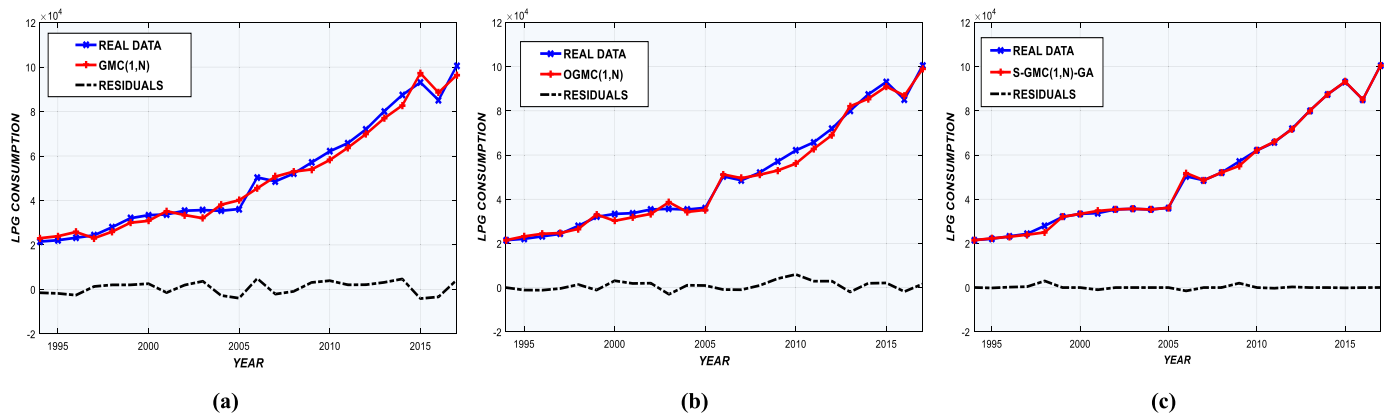 ×10⁴
12
10
8
6
4
2
0
-2
LPG CONSUMPTION
REAL DATA
GMC(1,N)
RESIDUALS
1995
2000
2005
2010
2015
YEAR
(a)
×10⁴
12
10
8
6
4
2
0
-2
LPG CONSUMPTION
REAL DATA
OGMC(1,N)
RESIDUALS
1995
2000
2005
2010
2015
YEAR
(b)
×10⁴
12
10
8
6
4
2
0
-2
LPG CONSUMPTION
REAL DATA
S-GMC(1,N)-GA
RESIDUALS
1995
2000
2005
2010
2015
YEAR
(c)